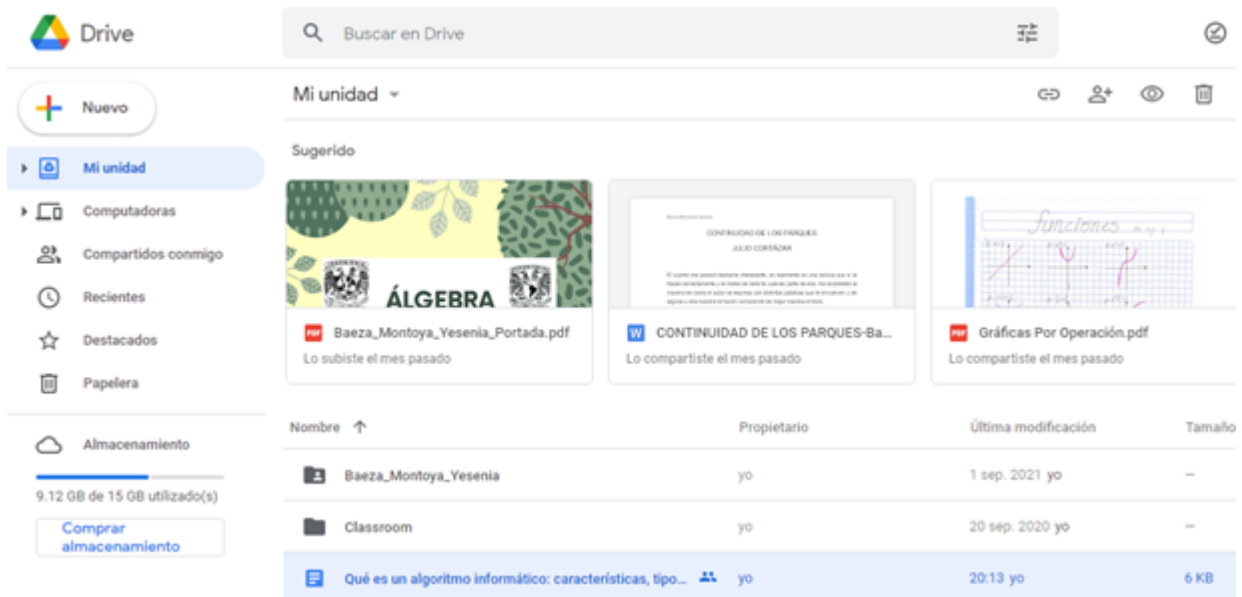 Drive
Buscar en Drive
Nuevo
Mi unidad
Mi unidad
Computadoras
Compartidos conmigo
Recientes
Destacados
Papelera
Almacenamiento
9.12 GB de 15 GB utilizado(s)
Comprar
almacenamiento
Sugerido
ÁLGEBRA
PDF Baeza_Montoya_Yesenia_Portada.pdf
Lo subiste el mes pasado
CONTINUIDAD DE LOS PARQUES
JULIO CORTÁZAR
W CONTINUIDAD DE LOS PARQUES-Ba...
Lo compartiste el mes pasado
funciones
PDF Gráficas Por Operación.pdf
Lo compartiste el mes pasado
Nombre Propietario Última modificación Tamaño
Baeza_Montoya_Yesenia yo 1 sep. 2021 yo –
Classroom yo 20 sep. 2020 yo –
Qué es un algoritmo informático: características, tipo... yo 20:13 yo 6 KB